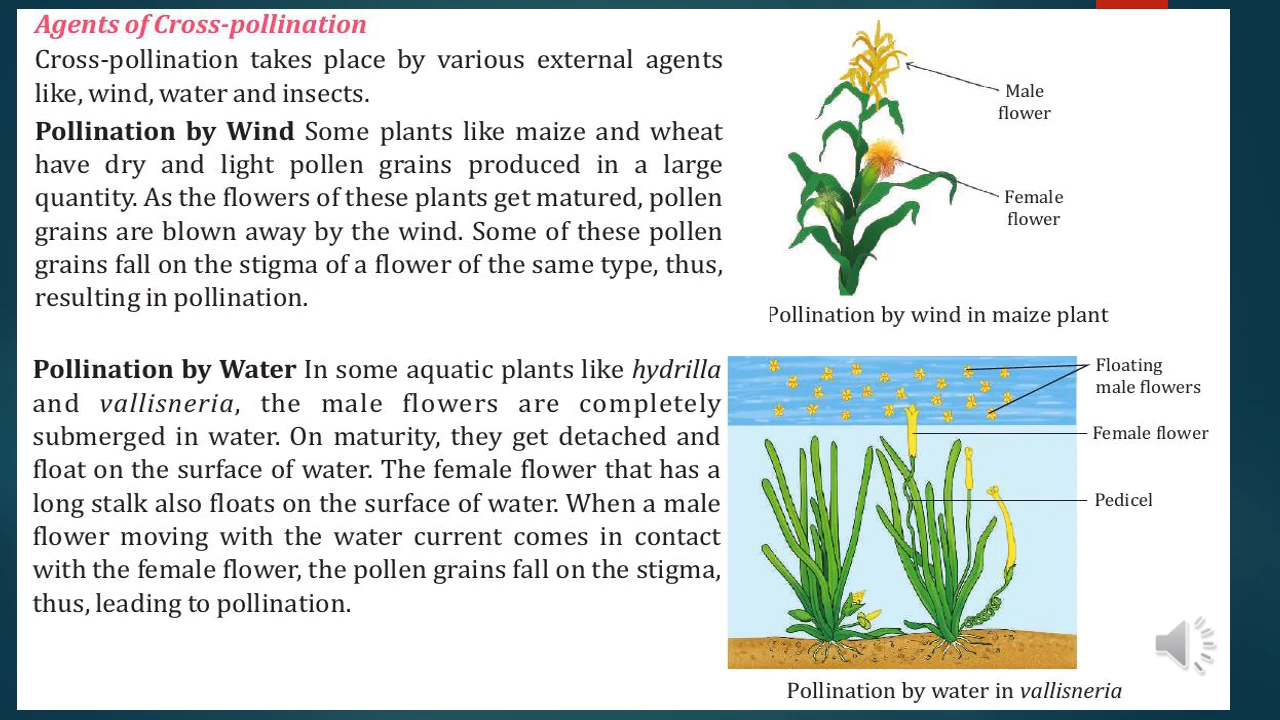 Agents of Cross-pollination
Cross-pollination takes place by various external agents
like, wind, water and insects.
Pollination by Wind Some plants like maize and wheat
have dry and light pollen grains produced in a large
quantity. As the flowers of these plants get matured, pollen
grains are blown away by the wind. Some of these pollen
grains fall on the stigma of a flower of the same type, thus,
resulting in pollination.
Male
flower
Female
flower
Pollination by wind in maize plant
Pollination by Water In some aquatic plants like hydrilla
and vallisneria, the male flowers are completely
submerged in water. On maturity, they get detached and
float on the surface of water. The female flower that has a
long stalk also floats on the surface of water. When a male
flower moving with the water current comes in contact
with the female flower, the pollen grains fall on the stigma,
thus, leading to pollination.
Floating
male flowers
Female flower
Pedicel
Pollination by water in vallisneria